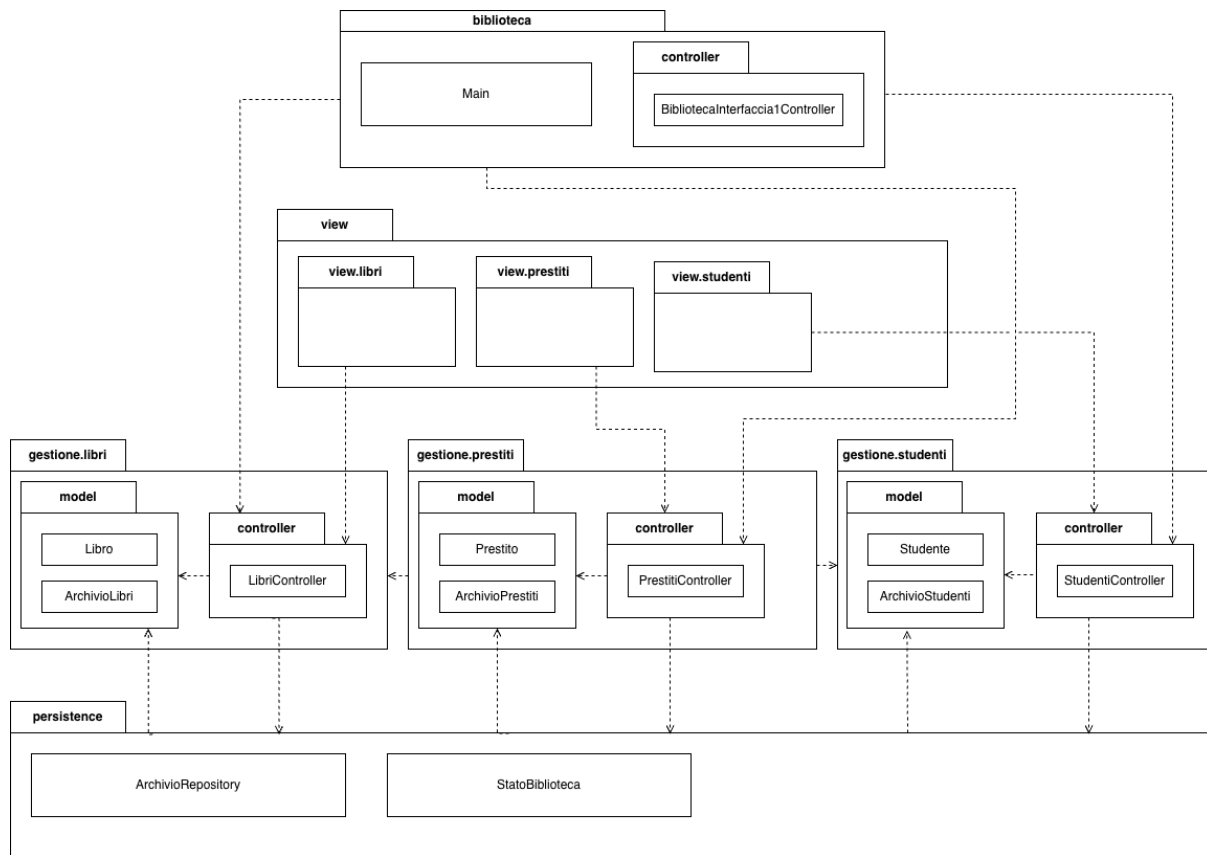 biblioteca
controller
Main
BibliotecaInterfaccia1Controller
view
view.libri
view.prestiti
view.studenti
gestione.libri
gestione.prestiti
gestione.studenti
model
controller
model
controller
model
controller
Libro
ArchivioLibri
LibriController
Prestito
ArchivioPrestiti
PrestitiController
Studente
ArchivioStudenti
StudentiController
persistence
ArchivioRepository
StatoBiblioteca